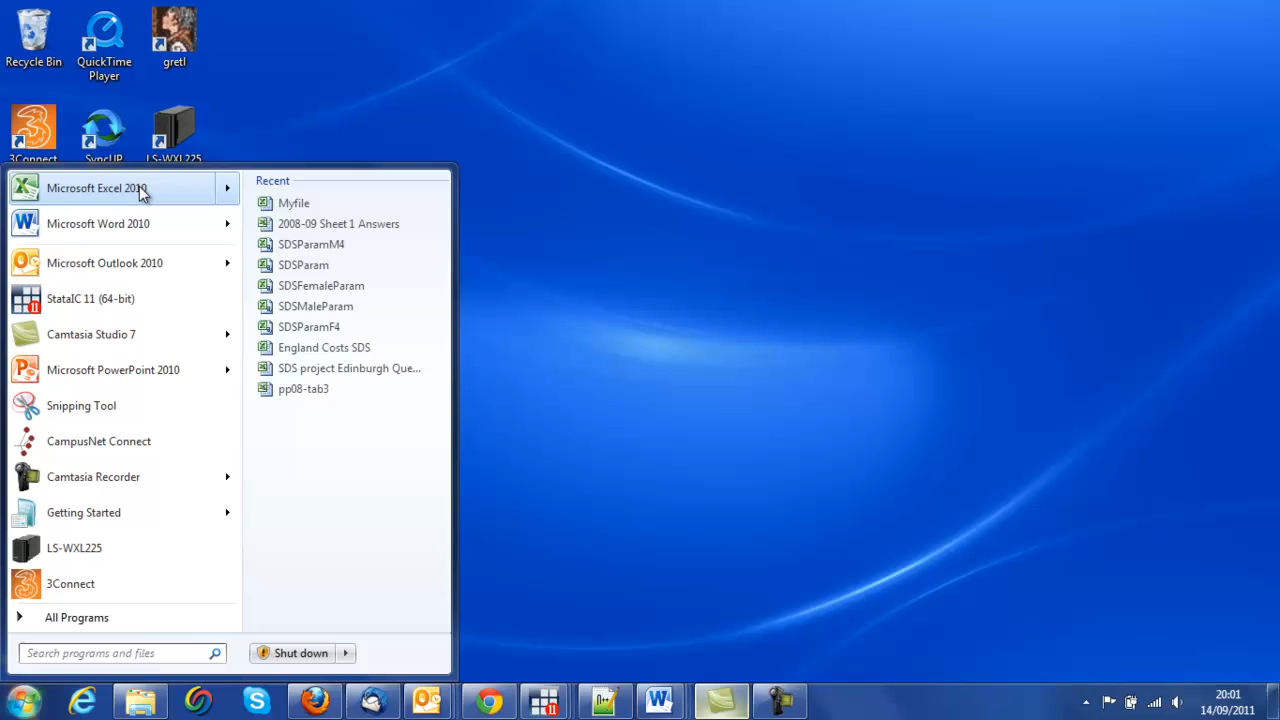 Recycle Bin
QuickTime Player
gretl
3Connect
SyncUP
LS-WXL225
Microsoft Excel 2010
Microsoft Word 2010
Microsoft Outlook 2010
StataIC 11 (64-bit)
Camtasia Studio 7
Microsoft PowerPoint 2010
Snipping Tool
CampusNet Connect
Camtasia Recorder
Getting Started
LS-WXL225
3Connect
All Programs
Search programs and files
Recent
Myfile
2008-09 Sheet 1 Answers
SDSParamM4
SDSParam
SDSFemaleParam
SDSMaleParam
SDSParamF4
England Costs SDS
SDS project Edinburgh Que...
pp08-tab3
Shut down
20:01
14/09/2011